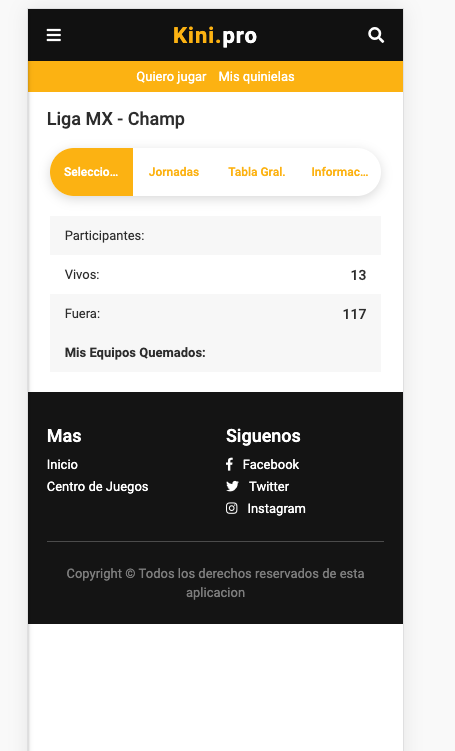 Kini.pro
Quiero jugar Mis quinielas
Liga MX - Champ
Seleccio... Jornadas Tabla Gral. Informac...
Participantes:
Vivos: 13
Fuera: 117
Mis Equipos Quemados:
Mas
Inicio
Centro de Juegos
Siguenos
Facebook
Twitter
Instagram
Copyright © Todos los derechos reservados de esta
aplicacion